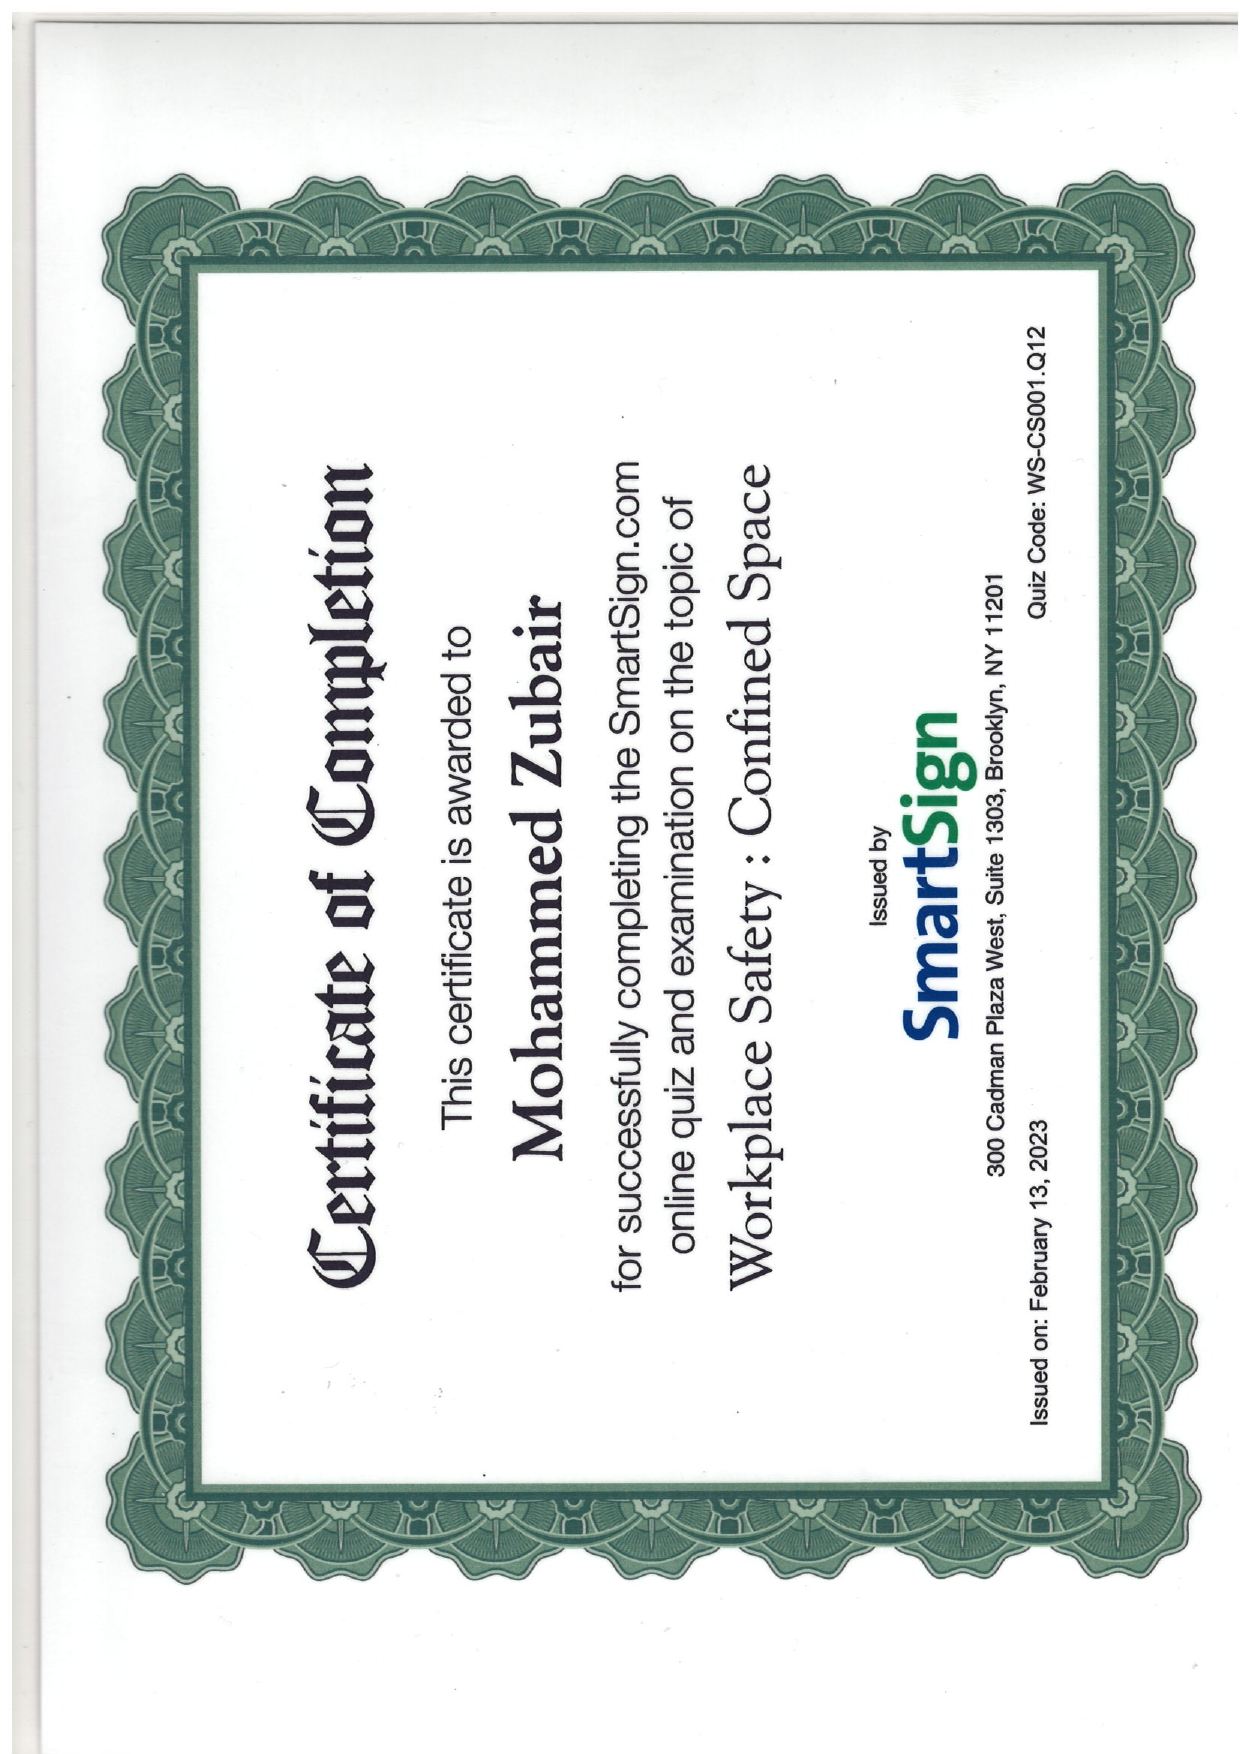 Certificate of Completion
This certificate is awarded to
Mohammed Zubair
for successfully completing the SmartSign.com
online quiz and examination on the topic of
Workplace Safety : Confined Space
Issued by
SmartSign
300 Cadman Plaza West, Suite 1303, Brooklyn, NY 11201
Issued on: February 13, 2023
Quiz Code: WS-CS001.Q12